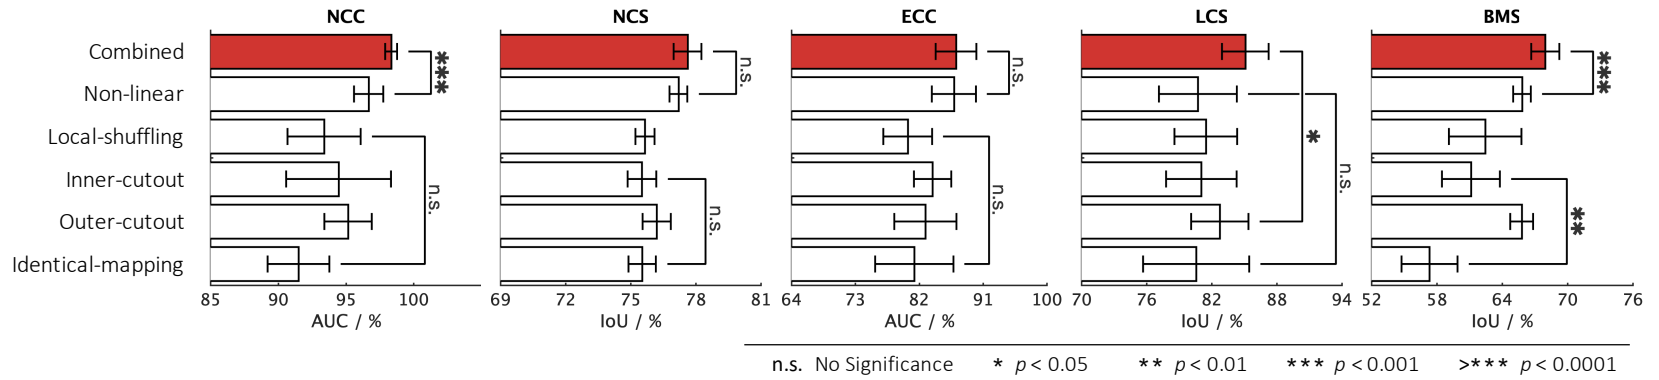 NCC NCS ECC LCS BMS
Combined
Non-linear
Local-shuffling
Inner-cutout
Outer-cutout
Identical-mapping
*** n.s. n.s. * n.s. ***
n.s. n.s. n.s. **
85 90 95 100 69 72 75 78 81 64 73 82 91 100 70 76 82 88 94 52 58 64 70 76
AUC / % IoU / % AUC / % IoU / % IoU / %
n.s. No Significance * p < 0.05 ** p < 0.01 *** p < 0.001 >*** p < 0.0001